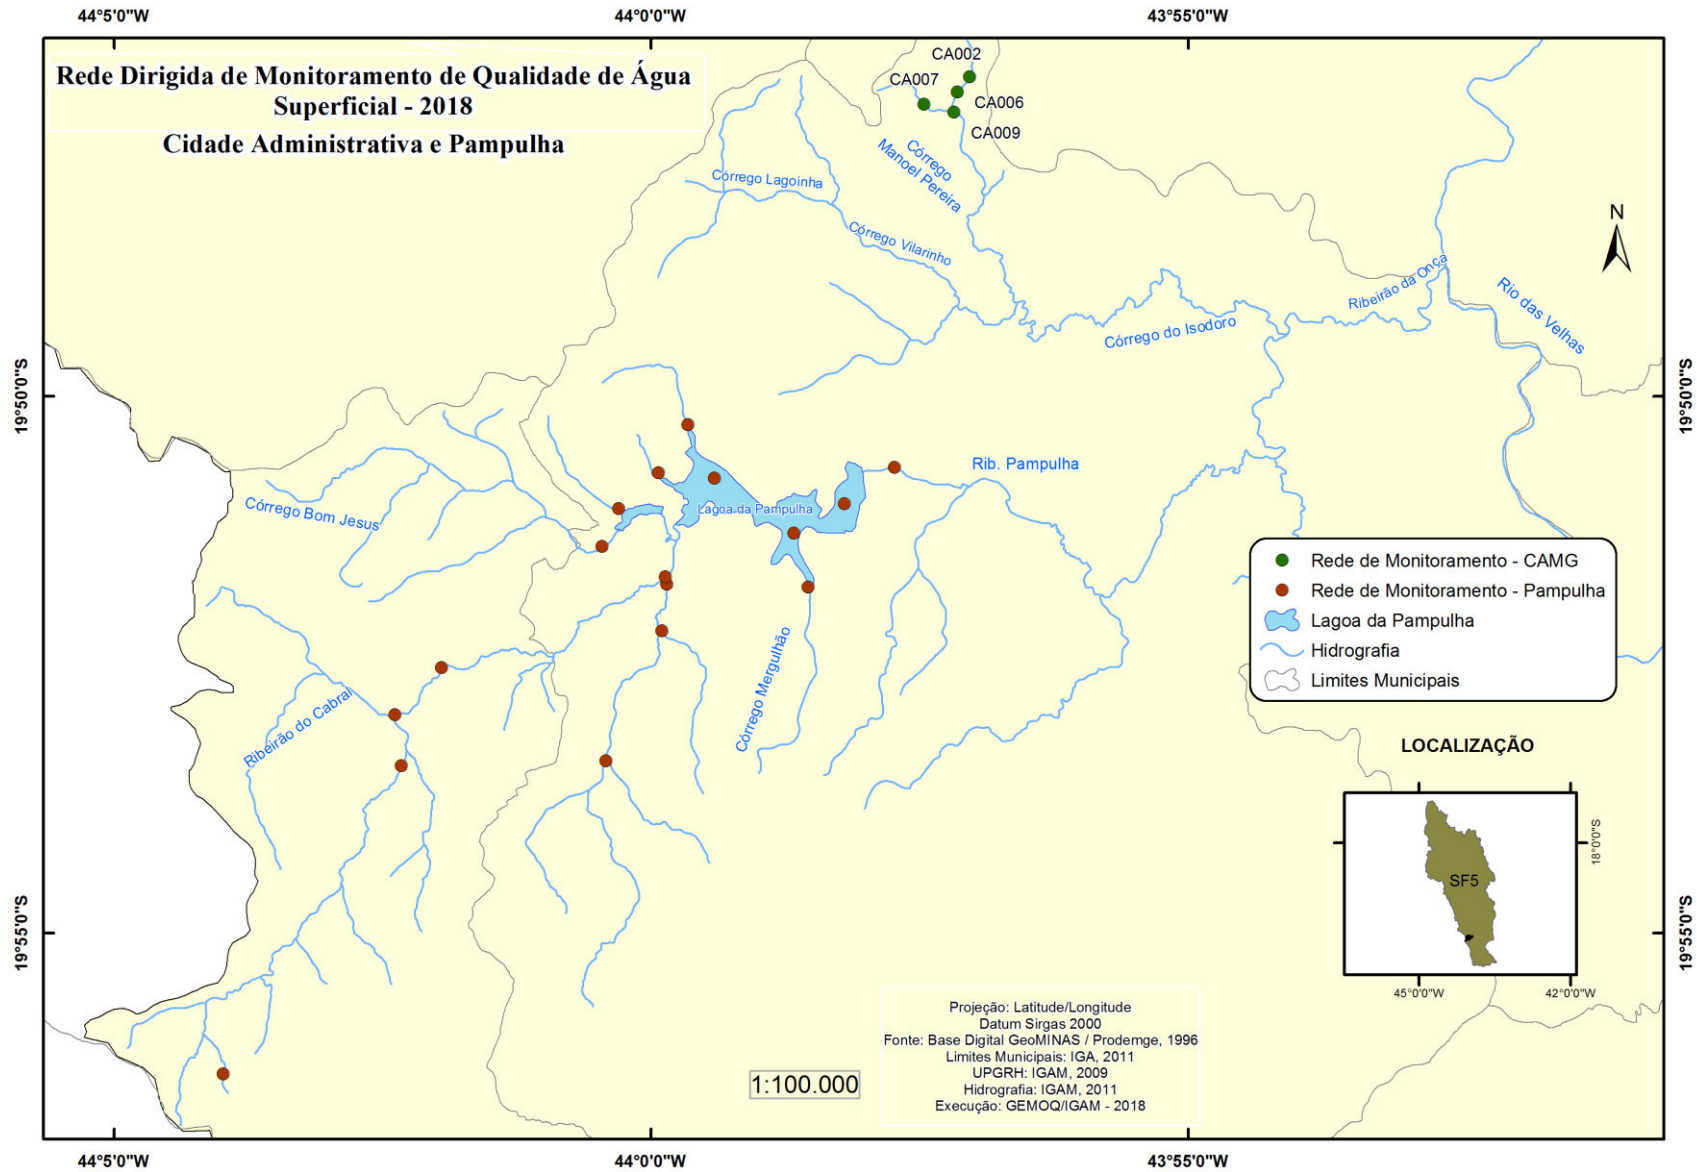 44°5'0"W
44°0'0"W
43°55'0"W
Rede Dirigida de Monitoramento de Qualidade de Água
Superficial - 2018
Cidade Administrativa e Pampulha
CA002
CA007
CA006
CA009
Córrego
Manoel Pereira
Córrego Lagoinha
Córrego Vilarinho
N
Ribeirão da Onça
Rio das Velhas
Córrego do Isodoro
19°50'0"S
19°50'0"S
Rib. Pampulha
Córrego Bom Jesus
Lagoa da Pampulha
Rede de Monitoramento - CAMG
Rede de Monitoramento - Pampulha
Lagoa da Pampulha
Hidrografia
Limites Municipais
Córrego Mergulhão
Ribeirão do Cabral
LOCALIZAÇÃO
18°0'0"S
SF5
45°0'0"W
42°0'0"W
19°55'0"S
19°55'0"S
Projeção: Latitude/Longitude
Datum Sirgas 2000
Fonte: Base Digital GeoMINAS / Prodemge, 1996
Limites Municipais: IGA, 2011
UPGRH: IGAM, 2009
Hidrografia: IGAM, 2011
Execução: GEMOQ/IGAM - 2018
1:100.000
44°5'0"W
44°0'0"W
43°55'0"W